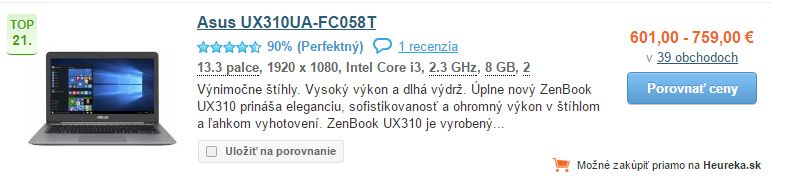 TOP
21.
Asus UX310UA-FC058T
90% (Perfektný) 1 recenzia
13.3 palce, 1920 x 1080, Intel Core i3, 2.3 GHz, 8 GB, 2
Výnimočne štíhly. Vysoký výkon a dlhá výdrž. Úplne nový ZenBook
UX310 prináša eleganciu, sofistikovanosť a ohromný výkon v štíhlom
a ľahkom vyhotovení. ZenBook UX310 je vyrobený...
Uložiť na porovnanie
601,00 - 759,00 €
v 39 obchodoch
Porovnať ceny
Možné zakúpiť priamo na Heureka.sk
ASUS